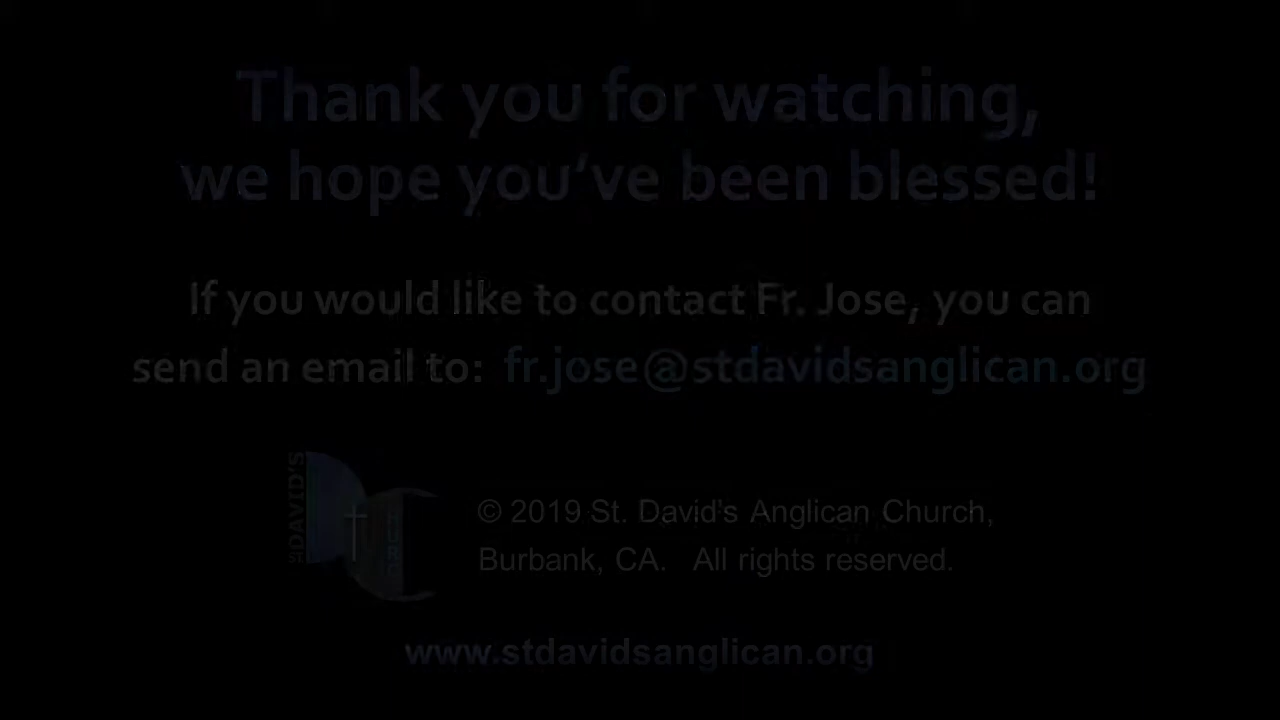 Thank you for watching,
we hope you’ve been blessed!
If you would like to contact Fr. Jose, you can
send an email to: fr.jose@stdavidsanglican.org
ST DAVID'S
© 2019 St. David's Anglican Church,
Burbank, CA. All rights reserved.
www.stdavidsanglican.org